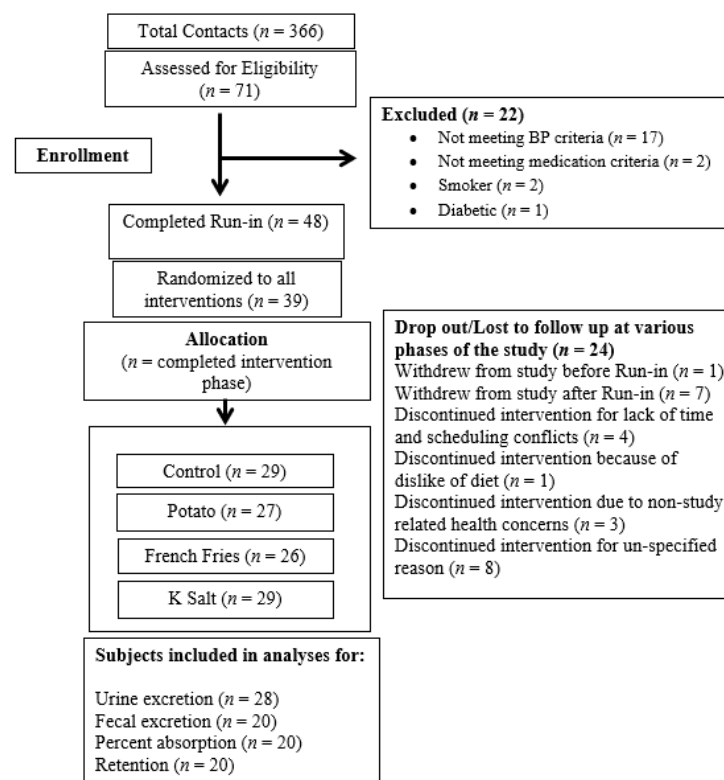 Total Contacts (n = 366)
Assessed for Eligibility
(n = 71)
Excluded (n = 22)
• Not meeting BP criteria (n = 17)
• Not meeting medication criteria (n = 2)
• Smoker (n = 2)
• Diabetic (n = 1)
Enrollment
Completed Run-in (n = 48)
Randomized to all
interventions (n = 39)
Allocation
(n = completed intervention
phase)
Drop out/Lost to follow up at various
phases of the study (n = 24)
Withdrew from study before Run-in (n = 1)
Withdrew from study after Run-in (n = 7)
Discontinued intervention for lack of time
and scheduling conflicts (n = 4)
Discontinued intervention because of
dislike of diet (n = 1)
Discontinued intervention due to non-study
related health concerns (n = 3)
Discontinued intervention for un-specified
reason (n = 8)
Control (n = 29)
Potato (n = 27)
French Fries (n = 26)
K Salt (n = 29)
Subjects included in analyses for:
Urine excretion (n = 28)
Fecal excretion (n = 20)
Percent absorption (n = 20)
Retention (n = 20)